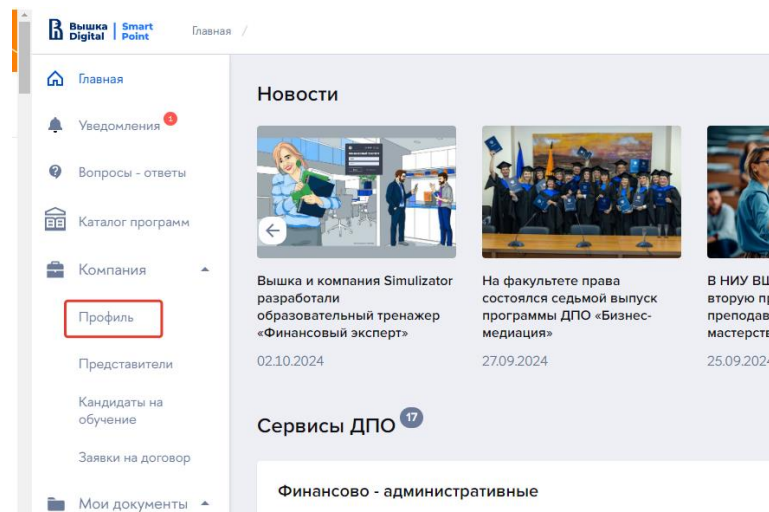 Вышка | Smart
Digital | Point
Главная /
Главная
Уведомления 1
Вопросы - ответы
Каталог программ
Компания
Профиль
Представители
Кандидаты на
обучение
Заявки на договор
Мои документы
Новости
Вышка и компания Simulizator
разработали
образовательный тренажер
«Финансовый эксперт»
02.10.2024
На факультете права
состоялся седьмой выпуск
программы ДПО «Бизнес-
медиация»
27.09.2024
В НИУ ВШ
вторую пр
преподав
мастерств
25.09.2024
Сервисы ДПО 17
Финансово - административные